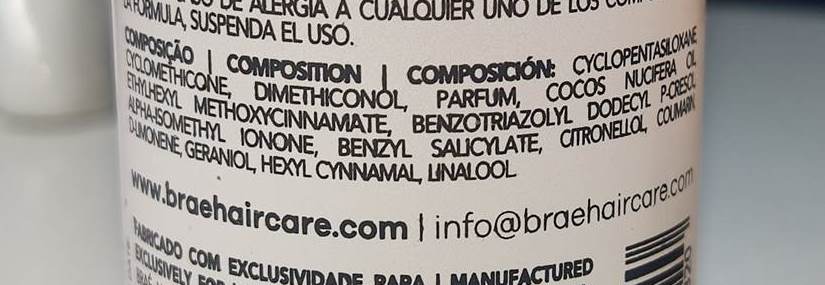 DE ALERGIA A CUALQUIER UNO DE LOS
FORMULA, SUSPENDA EL USO.
COMPOSIÇÃO | COMPOSITION | COMPOSICIÓN: CYCLOPENTASILOXANE
CYCLOMETHICONE, DIMETHICONOL, PARFUM, COCOS NUCIFERA OIL
ETHYLHEXYL METHOXYCINNAMATE, BENZOTRIAZOLYL DODECYL P-CRESOL
ALPHA-ISOMETHYL IONONE, BENZYL SALICYLATE, CITRONELLOL, COUMARIN
D-LIMONENE, GERANIOL, HEXYL CYNNAMAL, LINALOOL
www.braehaircare.com | info@braehaircare.com
FABRICADO COM EXCLUSIVIDADE PARA | MANUFACTURED
EXCLUSIVELY FOR